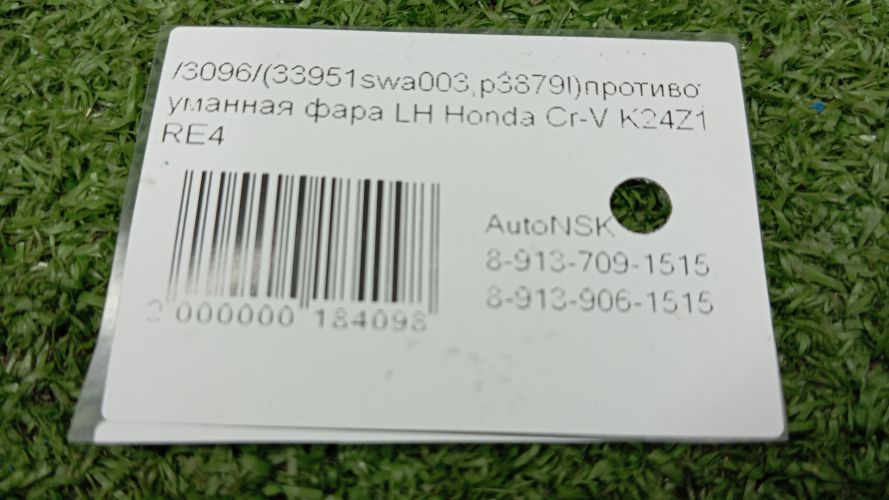 /3096/(33951swa003,p3879l)противо
уманная фара LH Honda Cr-V K24Z1
RE4
AutoNSK
8-913-709-1515
8-913-906-1515
2 000000 184098